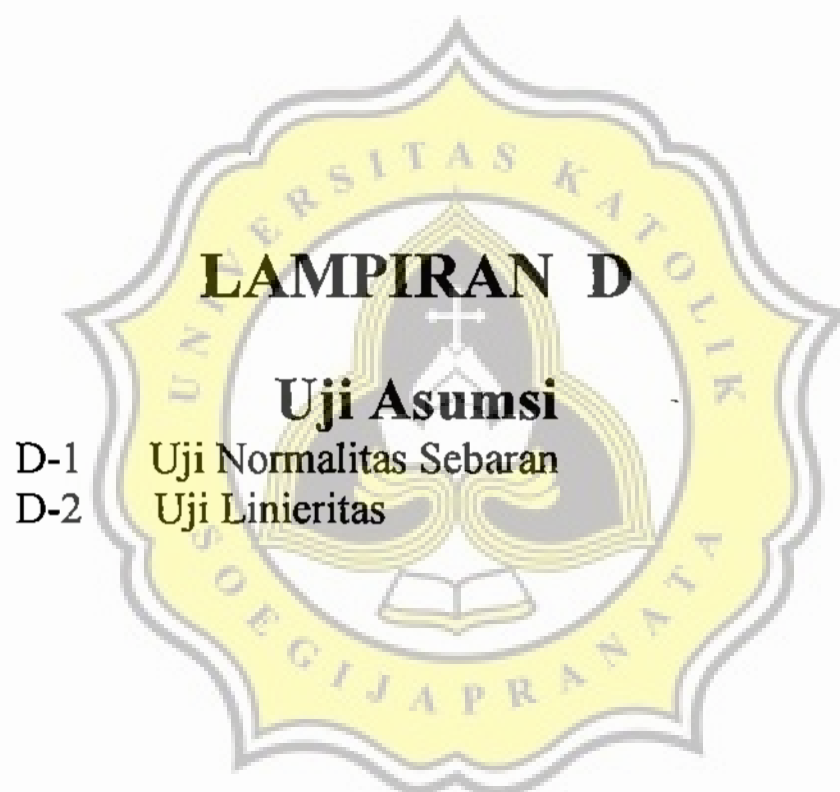 UNIVERSITAS KATOLIK
LAMPIRAN D
Uji Asumsi
D-1 Uji Normalitas Sebaran
D-2 Uji Linieritas
SOEGIJAPRANATA